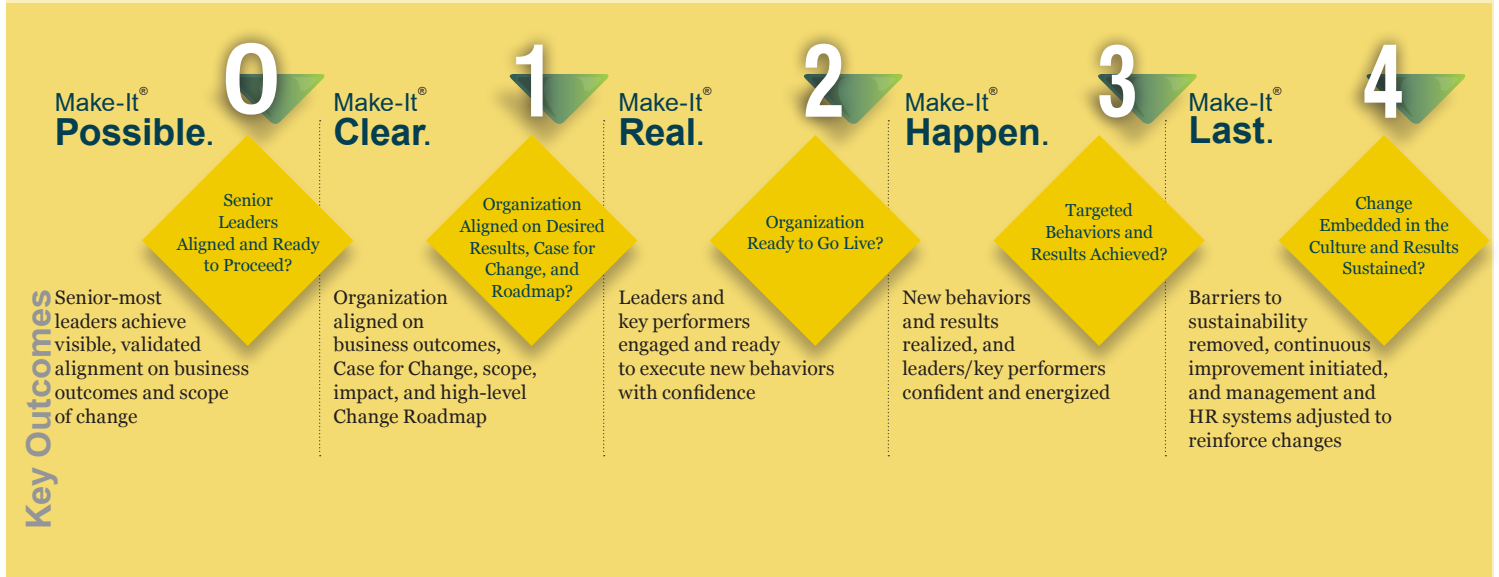 Make-It®
Possible.
0
Senior
Leaders
Aligned and Ready
to Proceed?
Senior-most
leaders achieve
visible, validated
alignment on business
outcomes and scope
of change
Make-It®
Clear.
1
Organization
Aligned on Desired
Results, Case for
Change, and
Roadmap?
Organization
aligned on
business outcomes,
Case for Change, scope,
impact, and high-level
Change Roadmap
Make-It®
Real.
2
Organization
Ready to Go Live?
Leaders and
key performers
engaged and ready
to execute new behaviors
with confidence
Make-It®
Happen.
3
Targeted
Behaviors and
Results Achieved?
New behaviors
and results
realized, and
leaders/key performers
confident and energized
Make-It®
Last.
4
Change
Embedded in the
Culture and Results
Sustained?
Barriers to
sustainability
removed, continuous
improvement initiated,
and management and
HR systems adjusted to
reinforce changes
Key Outcomes